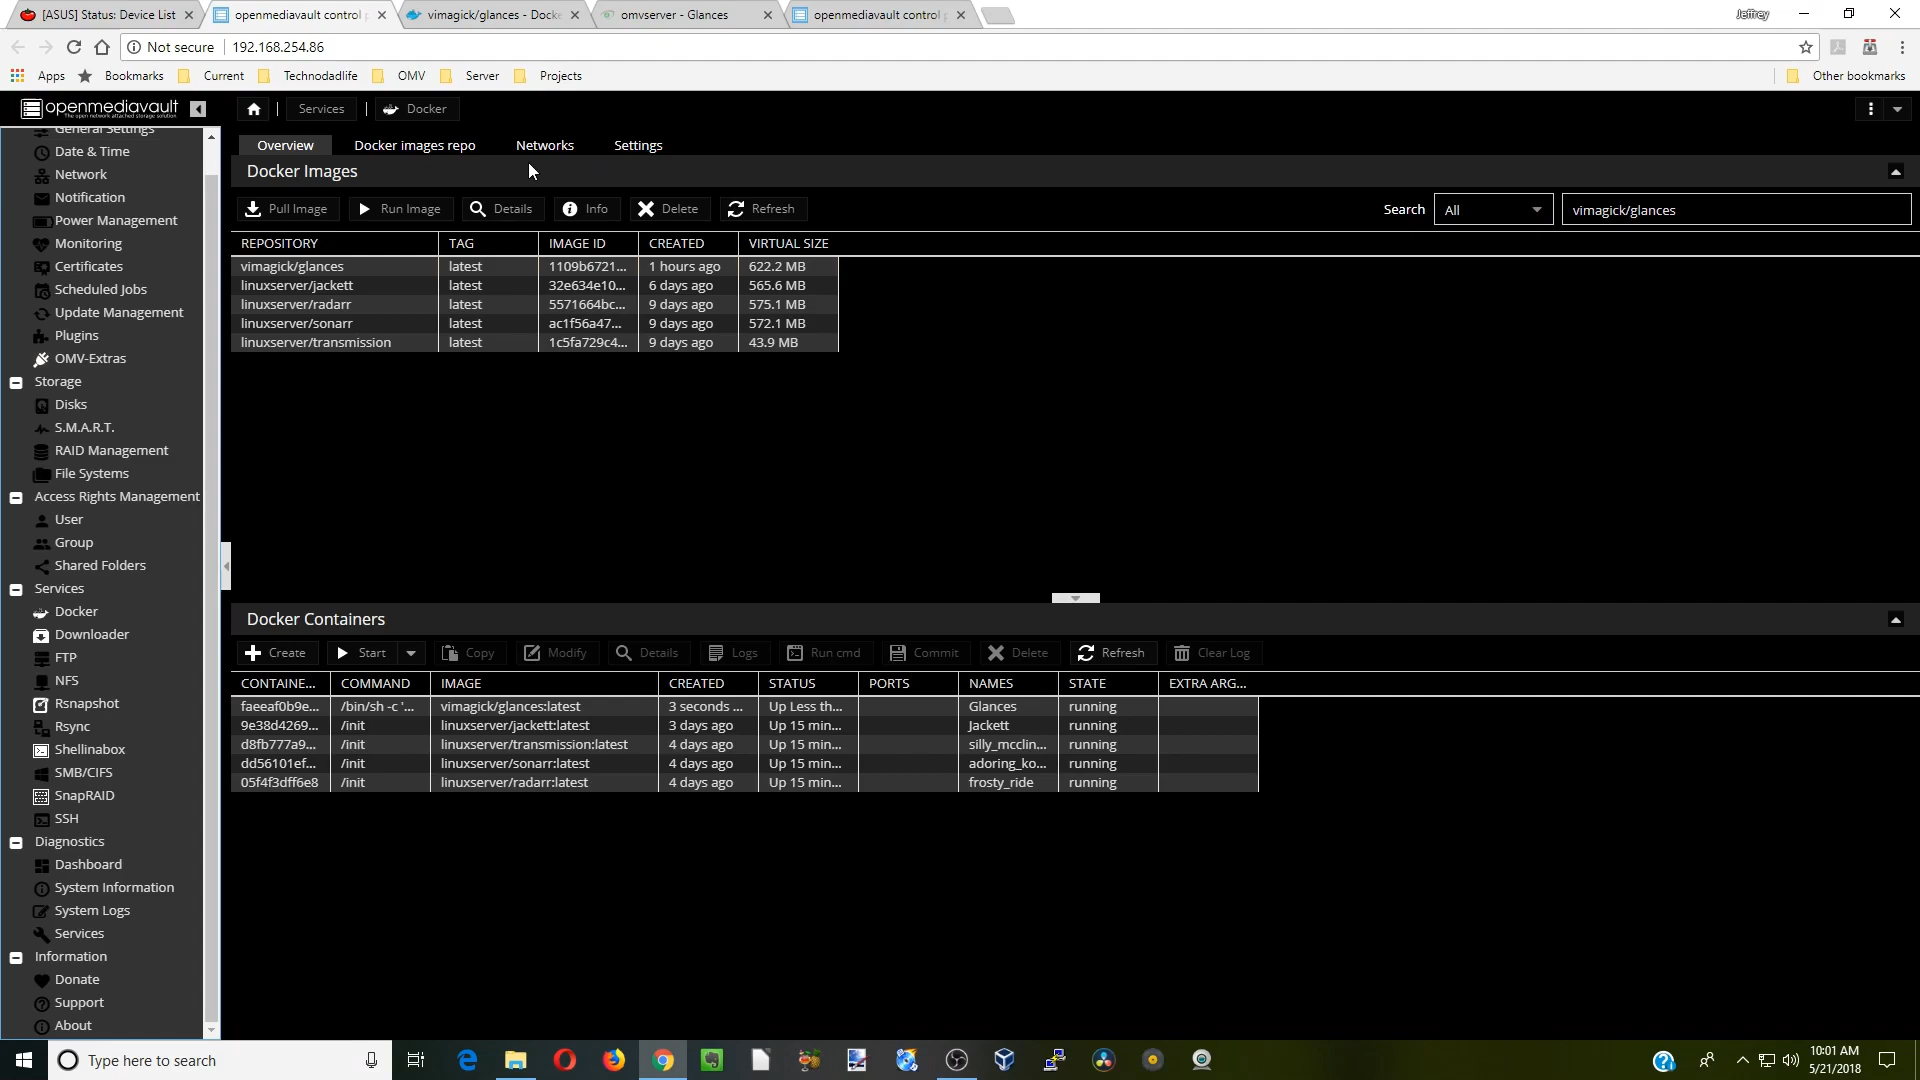 [ASUS] Status: Device List
openmediavault control p
vimagick/glances - Docke
omvserver - Glances
openmediavault control p
Jeffrey
Not secure
192.168.254.86
Apps
Bookmarks
Current
Technodadlife
OMV
Server
Projects
Other bookmarks
openmediavault
The open network attached storage solution
Services
Docker
General Settings
Date & Time
Network
Notification
Power Management
Monitoring
Certificates
Scheduled Jobs
Update Management
Plugins
OMV-Extras
Storage
Disks
S.M.A.R.T.
RAID Management
File Systems
Access Rights Management
User
Group
Shared Folders
Services
Docker
Downloader
FTP
NFS
Rsnapshot
Rsync
Shellinabox
SMB/CIFS
SnapRAID
SSH
Diagnostics
Dashboard
System Information
System Logs
Services
Information
Donate
Support
About
Overview
Docker images repo
Networks
Settings
Docker Images
Pull Image
Run Image
Details
Info
Delete
Refresh
Search
All
vimagick/glances
REPOSITORY TAG IMAGE ID CREATED VIRTUAL SIZE
vimagick/glances latest 1109b6721... 1 hours ago 622.2 MB
linuxserver/jackett latest 32e634e10... 6 days ago 565.6 MB
linuxserver/radarr latest 5571664bc... 9 days ago 575.1 MB
linuxserver/sonarr latest ac1f56a47... 9 days ago 572.1 MB
linuxserver/transmission latest 1c5fa729c4... 9 days ago 43.9 MB
Docker Containers
Create
Start
Copy
Modify
Details
Logs
Run cmd
Commit
Delete
Refresh
Clear Log
CONTAINE... COMMAND IMAGE CREATED STATUS PORTS NAMES STATE EXTRA ARG...
faeeaf0b9e... /bin/sh -c '... vimagick/glances:latest 3 seconds ... Up Less th... Glances running
9e38d4269... /init linuxserver/jackett:latest 3 days ago Up 15 min... Jackett running
d8fb777a9... /init linuxserver/transmission:latest 4 days ago Up 15 min... silly_mcclin... running
dd56101ef... /init linuxserver/sonarr:latest 4 days ago Up 15 min... adoring_ko... running
05f4f3dff6e8 /init linuxserver/radarr:latest 4 days ago Up 15 min... frosty_ride running
Type here to search
10:01 AM
5/21/2018